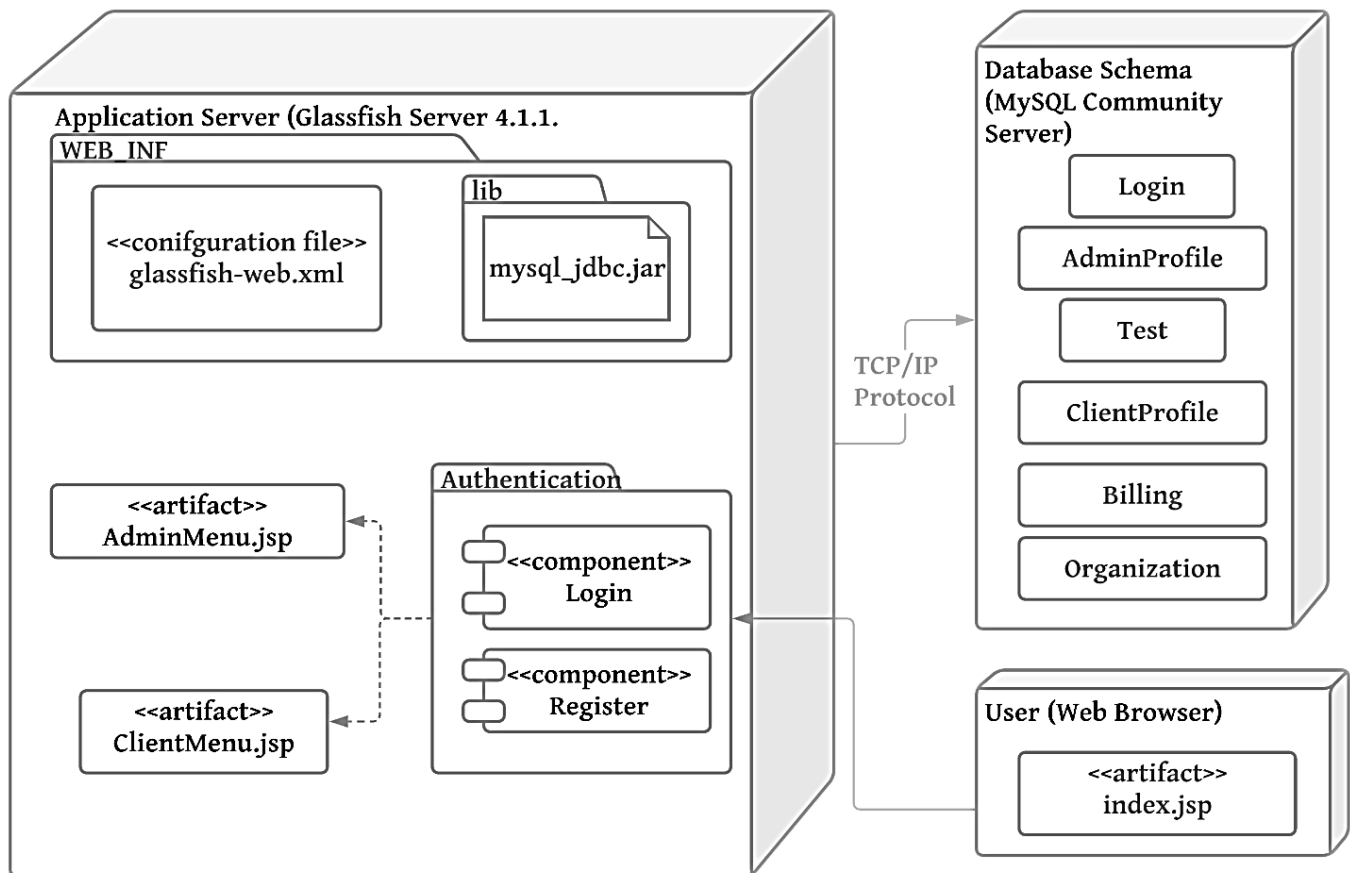 Application Server (Glassfish Server 4.1.1.
WEB_INF
<<conifguration file>>
glassfish-web.xml
lib
mysql_jdbc.jar
<<artifact>>
AdminMenu.jsp
<<artifact>>
ClientMenu.jsp
Authentication
<<component>>
Login
<<component>>
Register
TCP/IP
Protocol
Database Schema
(MySQL Community
Server)
Login
AdminProfile
Test
ClientProfile
Billing
Organization
User (Web Browser)
<<artifact>>
index.jsp